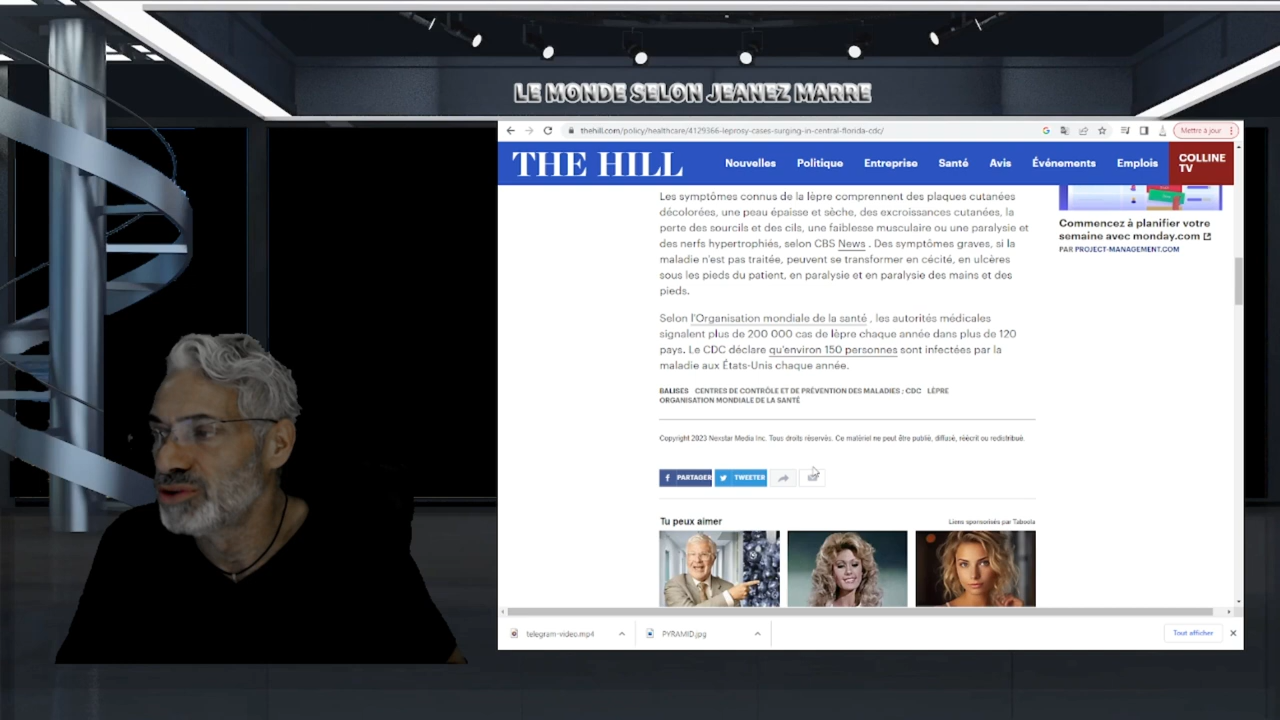 LE MONDE SELON JEANEZ MARRE
thehill.com/policy/healthcare/4129366-leprosy-cases-surging-in-central-florida-cdc/
Mettre à jour
THE HILL
Nouvelles
Politique
Entreprise
Santé
Avis
Événements
Emplois
COLLINE
TV
Les symptômes connus de la lèpre comprennent des plaques cutanées
décolorées, une peau épaisse et sèche, des excroissances cutanées, la
perte des sourcils et des cils, une faiblesse musculaire ou une paralysie et
des nerfs hypertrophiés, selon CBS News . Des symptômes graves, si la
maladie n'est pas traitée, peuvent se transformer en cécité, en ulcères
sous les pieds du patient, en paralysie et en paralysie des mains et des
pieds.
Selon l'Organisation mondiale de la santé , les autorités médicales
signalent plus de 200 000 cas de lèpre chaque année dans plus de 120
pays. Le CDC déclare qu'environ 150 personnes sont infectées par la
maladie aux États-Unis chaque année.
BALISES CENTRES DE CONTRÔLE ET DE PRÉVENTION DES MALADIES ; CDC LÈPRE
ORGANISATION MONDIALE DE LA SANTÉ
Copyright 2023 Nexstar Media Inc. Tous droits réservés. Ce matériel ne peut être publié, diffusé, réécrit ou redistribué.
PARTAGER
TWEETER
Commencez à planifier votre
semaine avec monday.com
PAR PROJECT-MANAGEMENT.COM
Tu peux aimer
Liens sponsorisés par Taboola
telegram-video.mp4
PYRAMID.jpg
Tout afficher